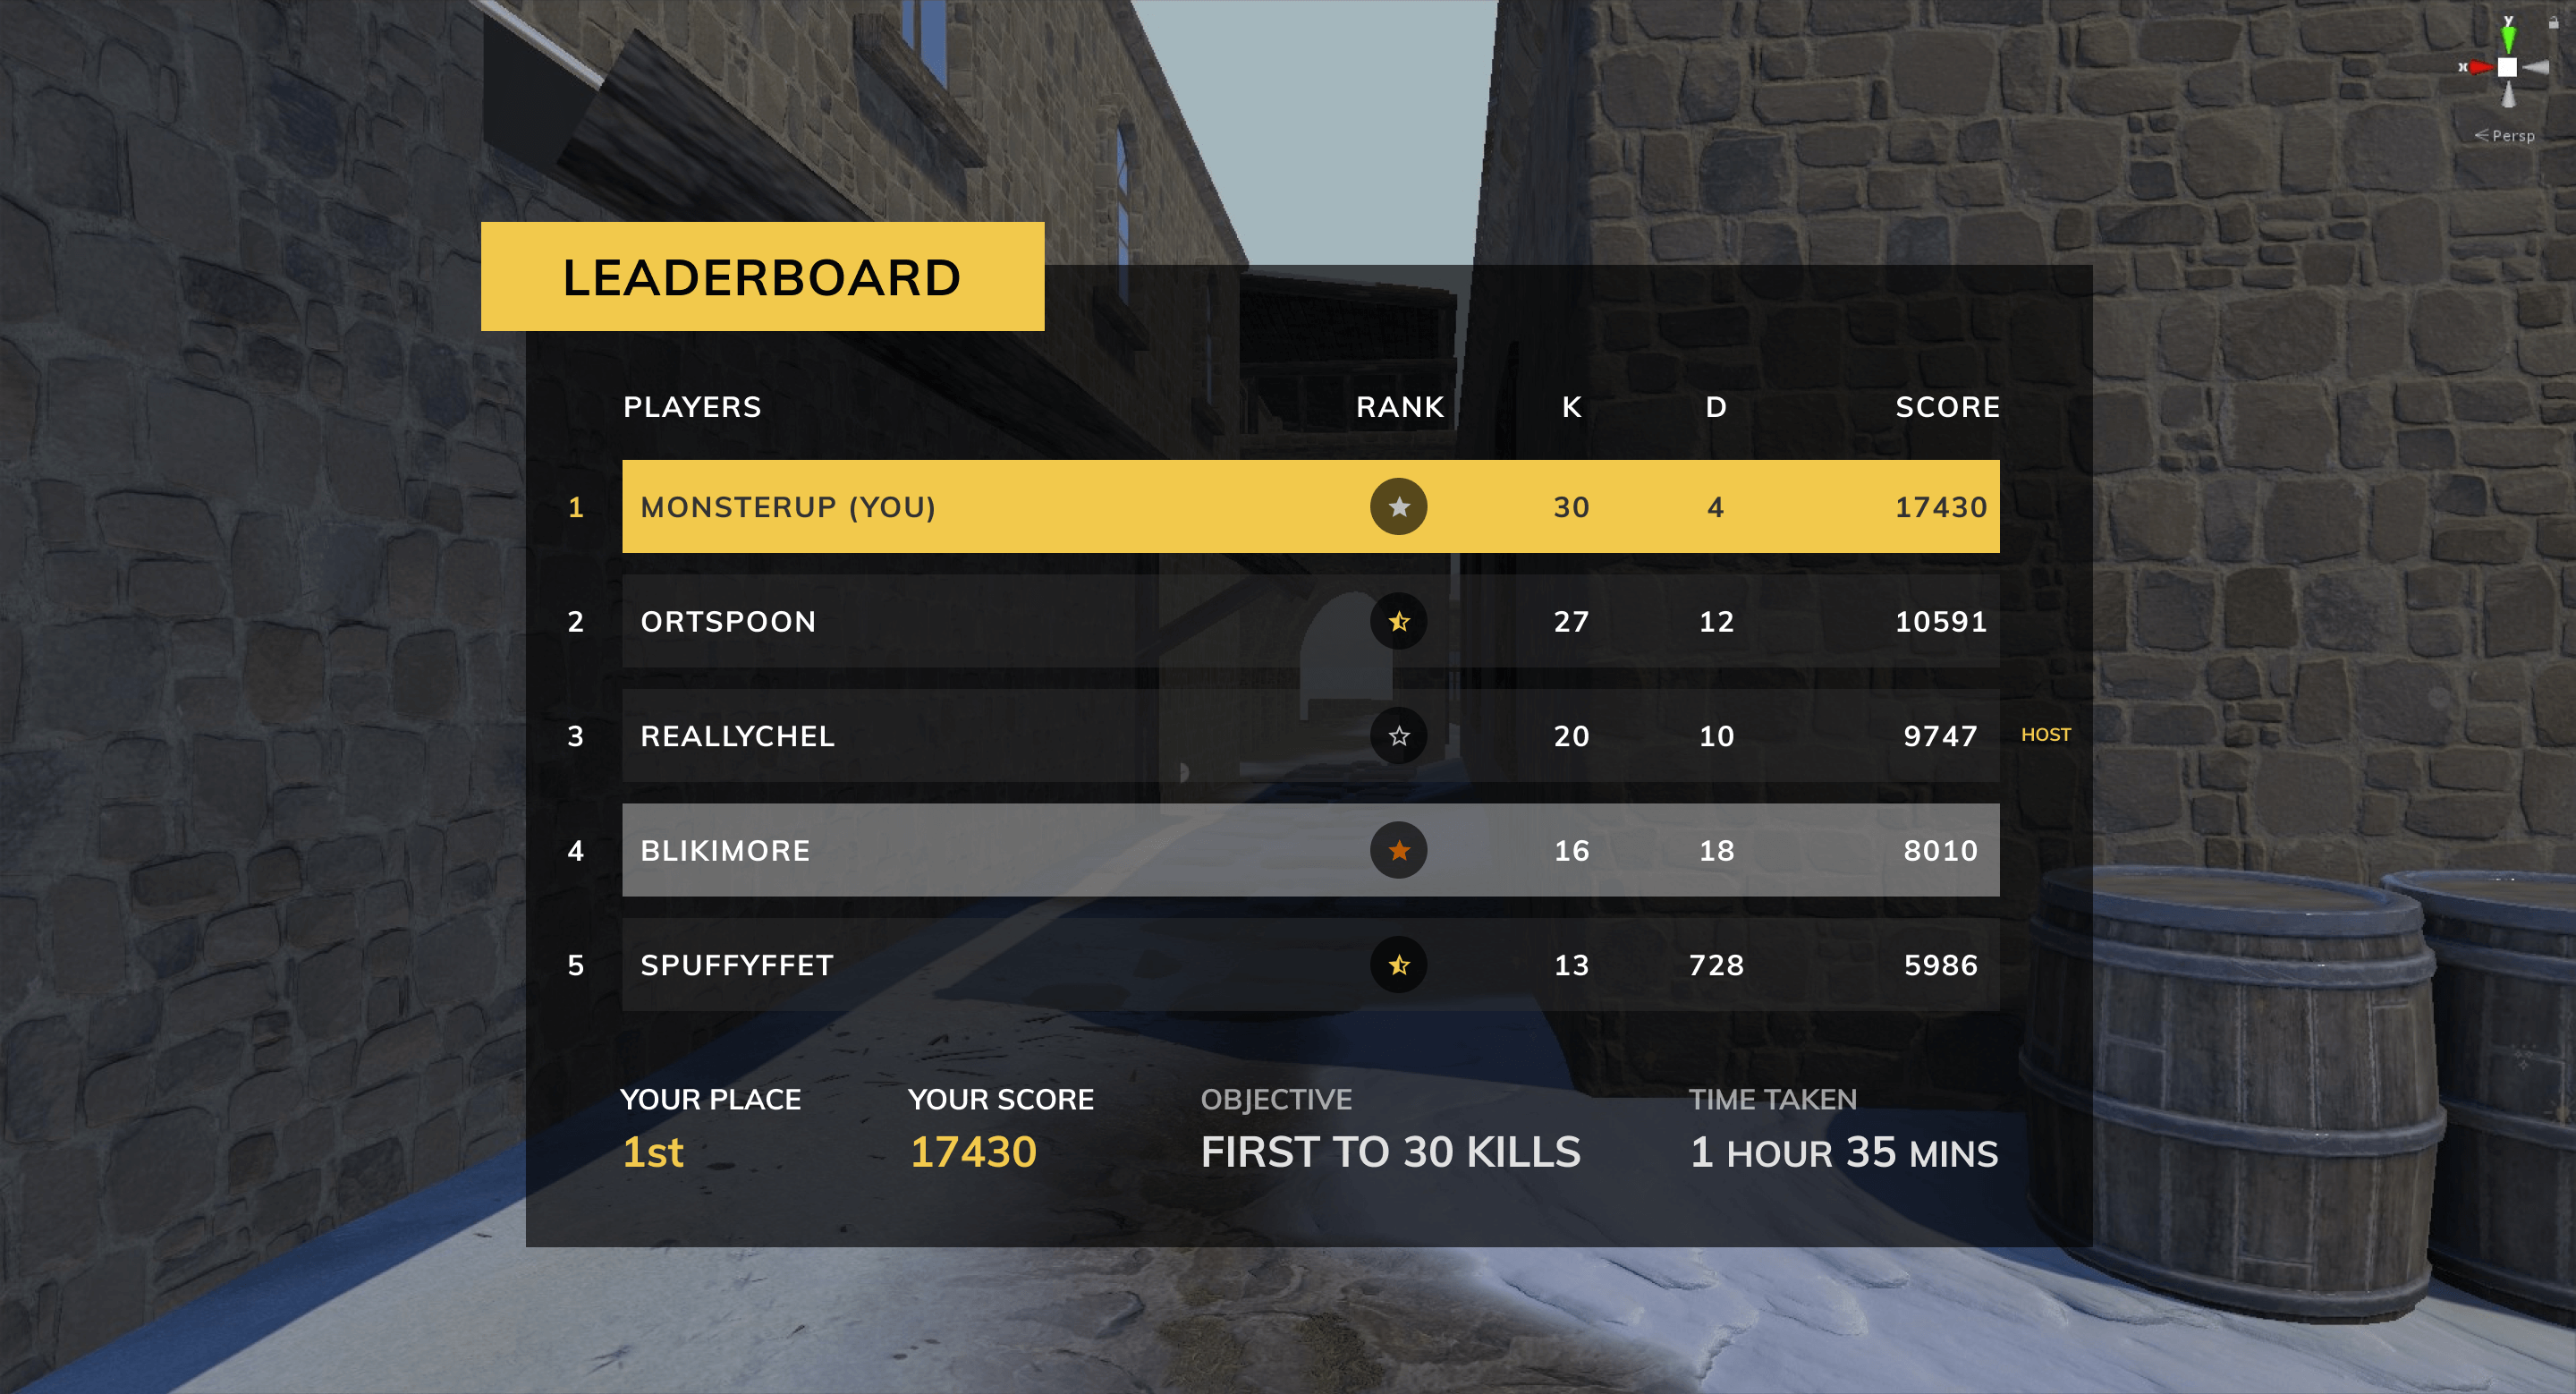 y
x
< Persp
LEADERBOARD
PLAYERS RANK K D SCORE
1 MONSTERUP (YOU) 30 4 17430
2 ORTSPOON 27 12 10591
3 REALLYCHEL 20 10 9747 HOST
4 BLIKIMORE 16 18 8010
5 SPUFFYFFET 13 728 5986
YOUR PLACE YOUR SCORE OBJECTIVE TIME TAKEN
1st 17430 FIRST TO 30 KILLS 1 HOUR 35 MINS